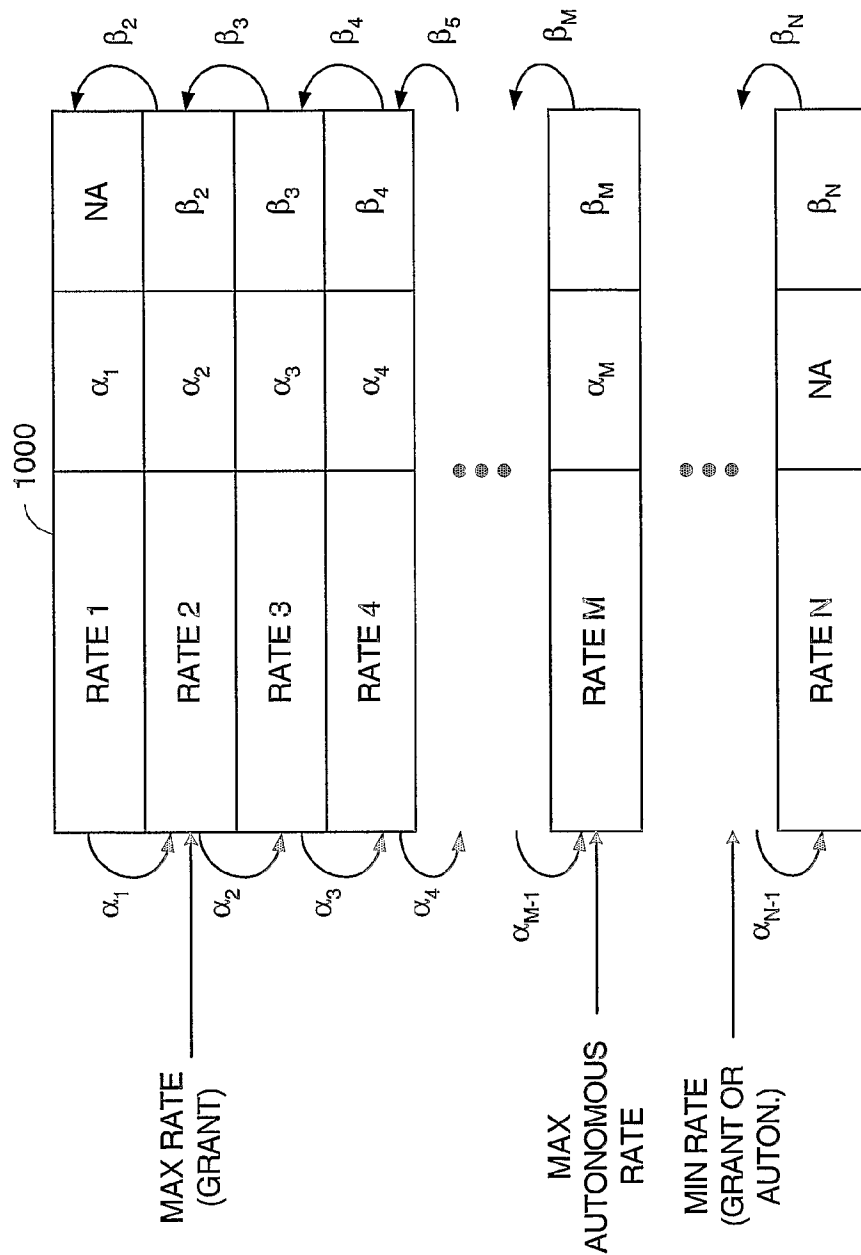 1000
α₁ RATE 1 α₁ NA β₂
MAX RATE
(GRANT)
α₂ RATE 2 α₂ β₂ β₃
α₃ RATE 3 α₃ β₃ β₄
α₄ RATE 4 α₄ β₄ β₅
αM-1
MAX
AUTONOMOUS
RATE
RATE M αM βM βM
MIN RATE
(GRANT OR
AUTON.)
αN-1
RATE N NA βN βN